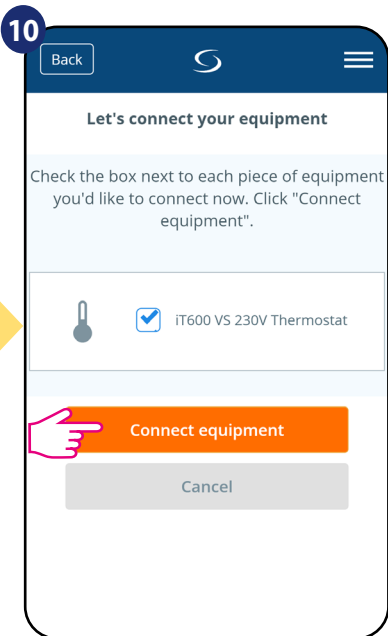 10
Back
Let's connect your equipment
Check the box next to each piece of equipment
you'd like to connect now. Click "Connect
equipment".
iT600 VS 230V Thermostat
Connect equipment
Cancel